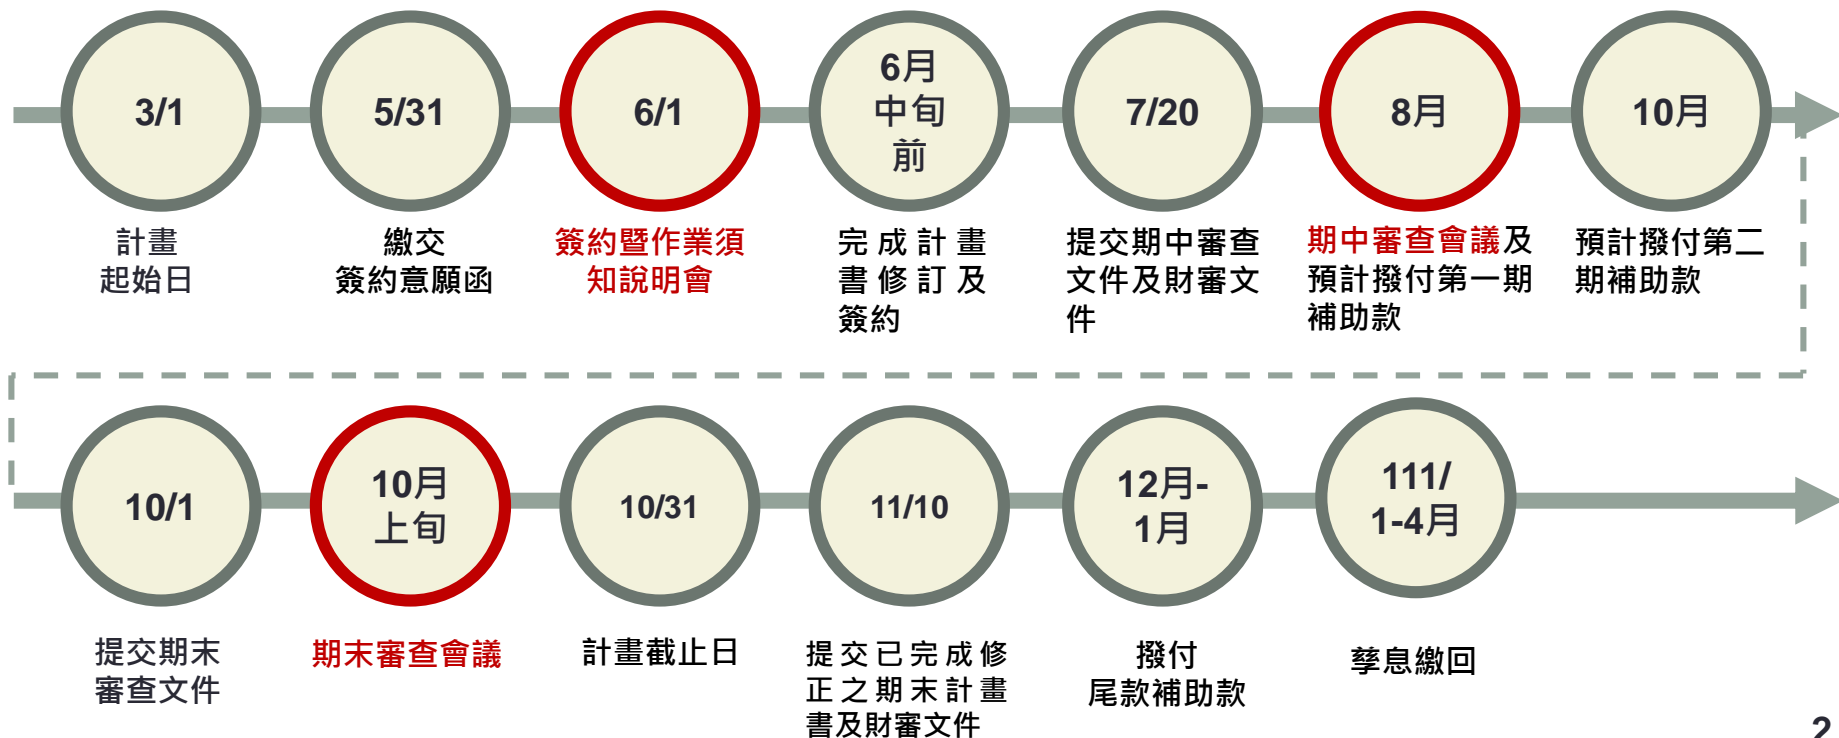 3/1
計畫
起始日
5/31
繳交
簽約意願函
6/1
簽約暨作業須
知說明會
6月
中旬
前
完成計畫
書修訂及
簽約
7/20
提交期中審查
文件及財審文
件
8月
期中審查會議及
預計撥付第一期
補助款
10月
預計撥付第二
期補助款
10/1
提交期末
審查文件
10月
上旬
期末審查會議
10/31
計畫截止日
11/10
提交已完成修
正之期末計畫
書及財審文件
12月-
1月
撥付
尾款補助款
111/
1-4月
孳息繳回
2